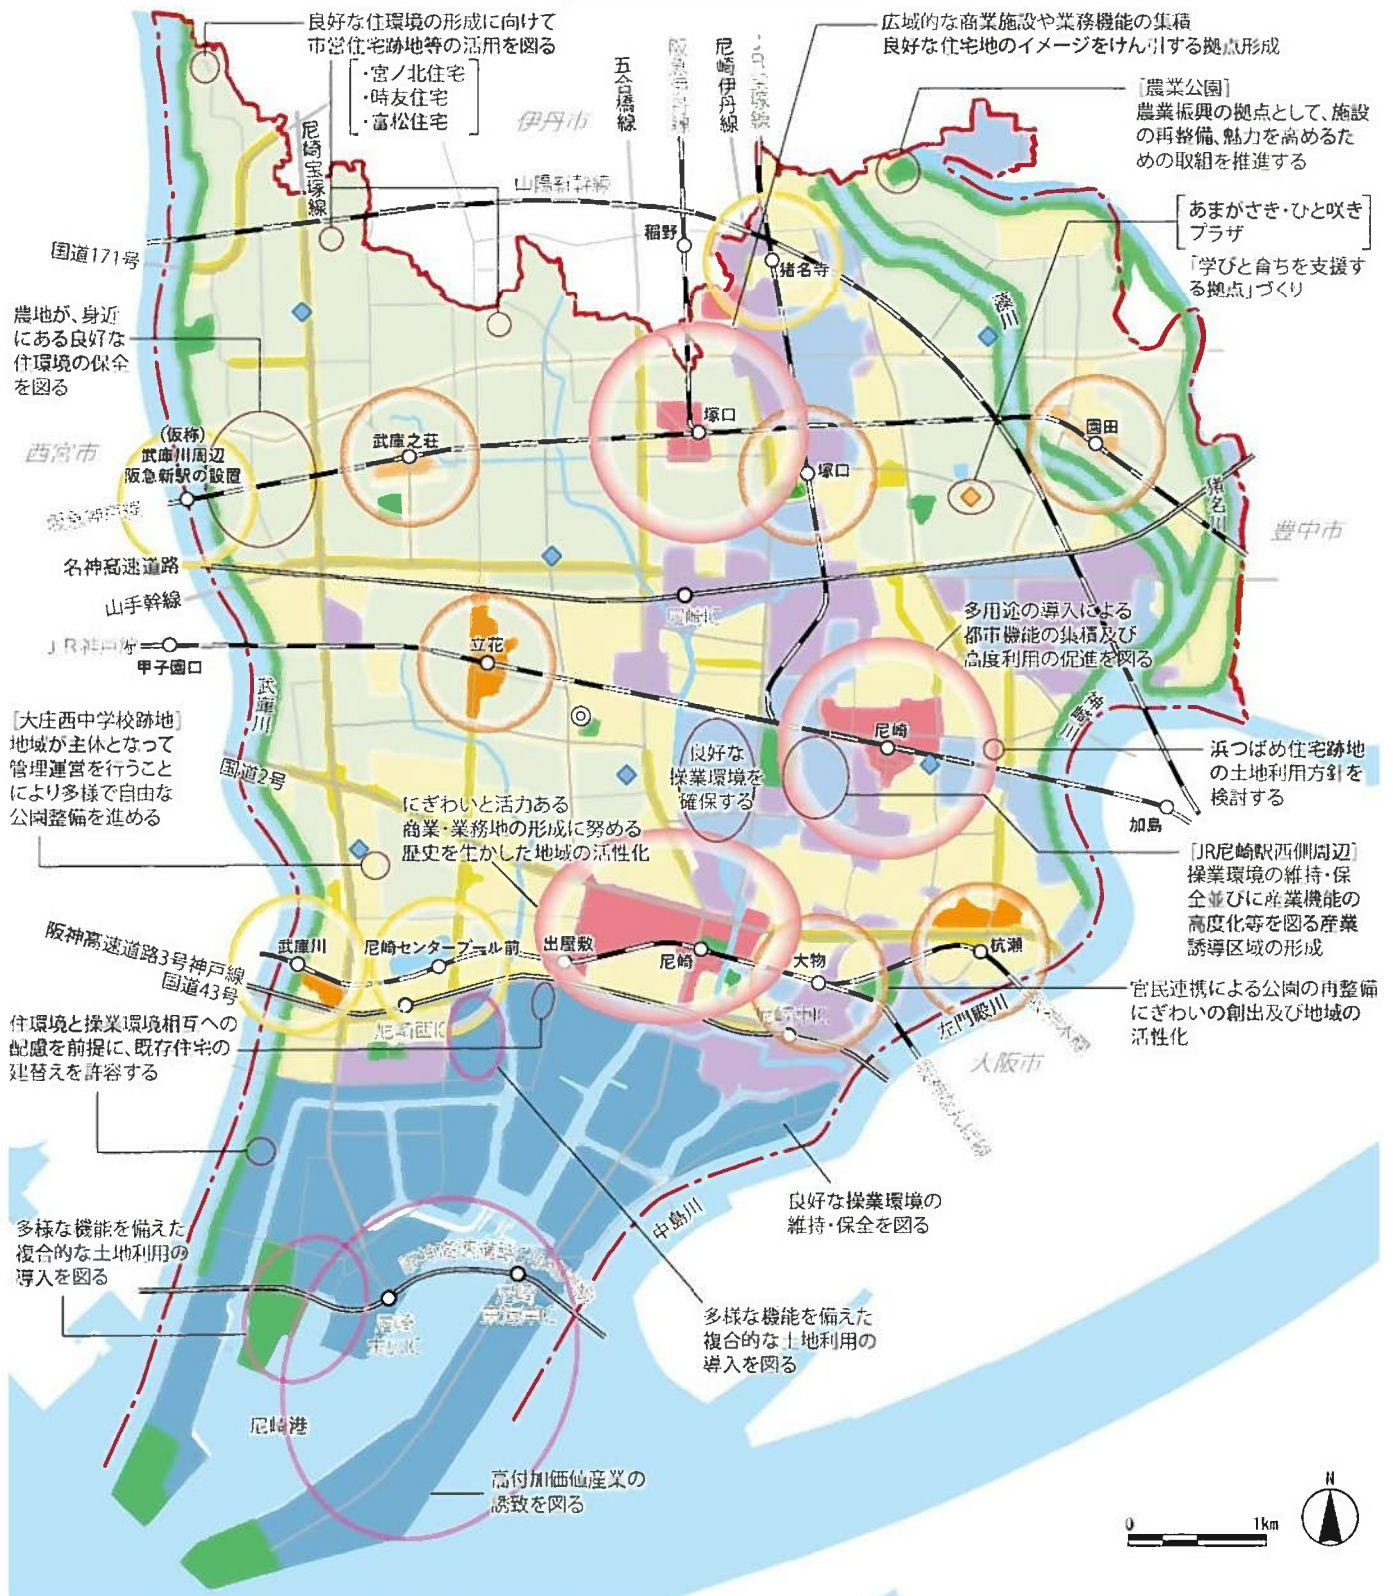 良好な住環境の形成に向けて
市営住宅跡地等の活用を図る
・宮ノ北住宅
・時友住宅
・富松住宅
広域的な商業施設や業務機能の集積
良好な住宅地のイメージをけん引する拠点形成
五合橋線
尼崎伊丹線
伊丹市
尼崎宝塚線
[農業公園]
農業振興の拠点として、施設
の再整備、魅力を高めるた
めの取組を推進する
山陽新幹線
あまがさき・ひと咲き
プラザ
「学びと育ちを支援す
る拠点」づくり
国道171号
稲野
猪名寺
藻川
農地が、身近
にある良好な
住環境の保全
を図る
西宮市
(仮称)
武庫川周辺
阪急新駅の設置
武庫之荘
塚口
塚口
園田
猪名川
豊中市
阪急神戸線
名神高速道路
山手幹線
尼崎IC
JR神戸線
甲子園口
立花
多用途の導入による
都市機能の集積及び
高度利用の促進を図る
武庫川
神崎川
[大庄西中学校跡地]
地域が主体となって
管理運営を行うこと
により多様で自由な
公園整備を進める
国道2号
良好な
操業環境を
確保する
尼崎
浜つばめ住宅跡地
の土地利用方針を
検討する
加島
にぎわいと活力ある
商業・業務地の形成に努める
歴史を生かした地域の活性化
[JR尼崎駅西側周辺]
操業環境の維持・保
全並びに産業機能の
高度化等を図る産業
誘導区域の形成
阪神高速道路3号神戸線
国道43号
武庫川
尼崎センタープール前
出屋敷
尼崎
大物
杭瀬
尼崎西IC
左門殿川
官民連携による公園の再整備
にぎわいの創出及び地域の
活性化
大阪市
住環境と操業環境相互への
配慮を前提に、既存住宅の
建替えを許容する
良好な操業環境の
維持・保全を図る
中島川
多様な機能を備えた
複合的な土地利用の
導入を図る
多様な機能を備えた
複合的な土地利用の
導入を図る
尼崎港
高付加価値産業の
誘致を図る
N
0 1km